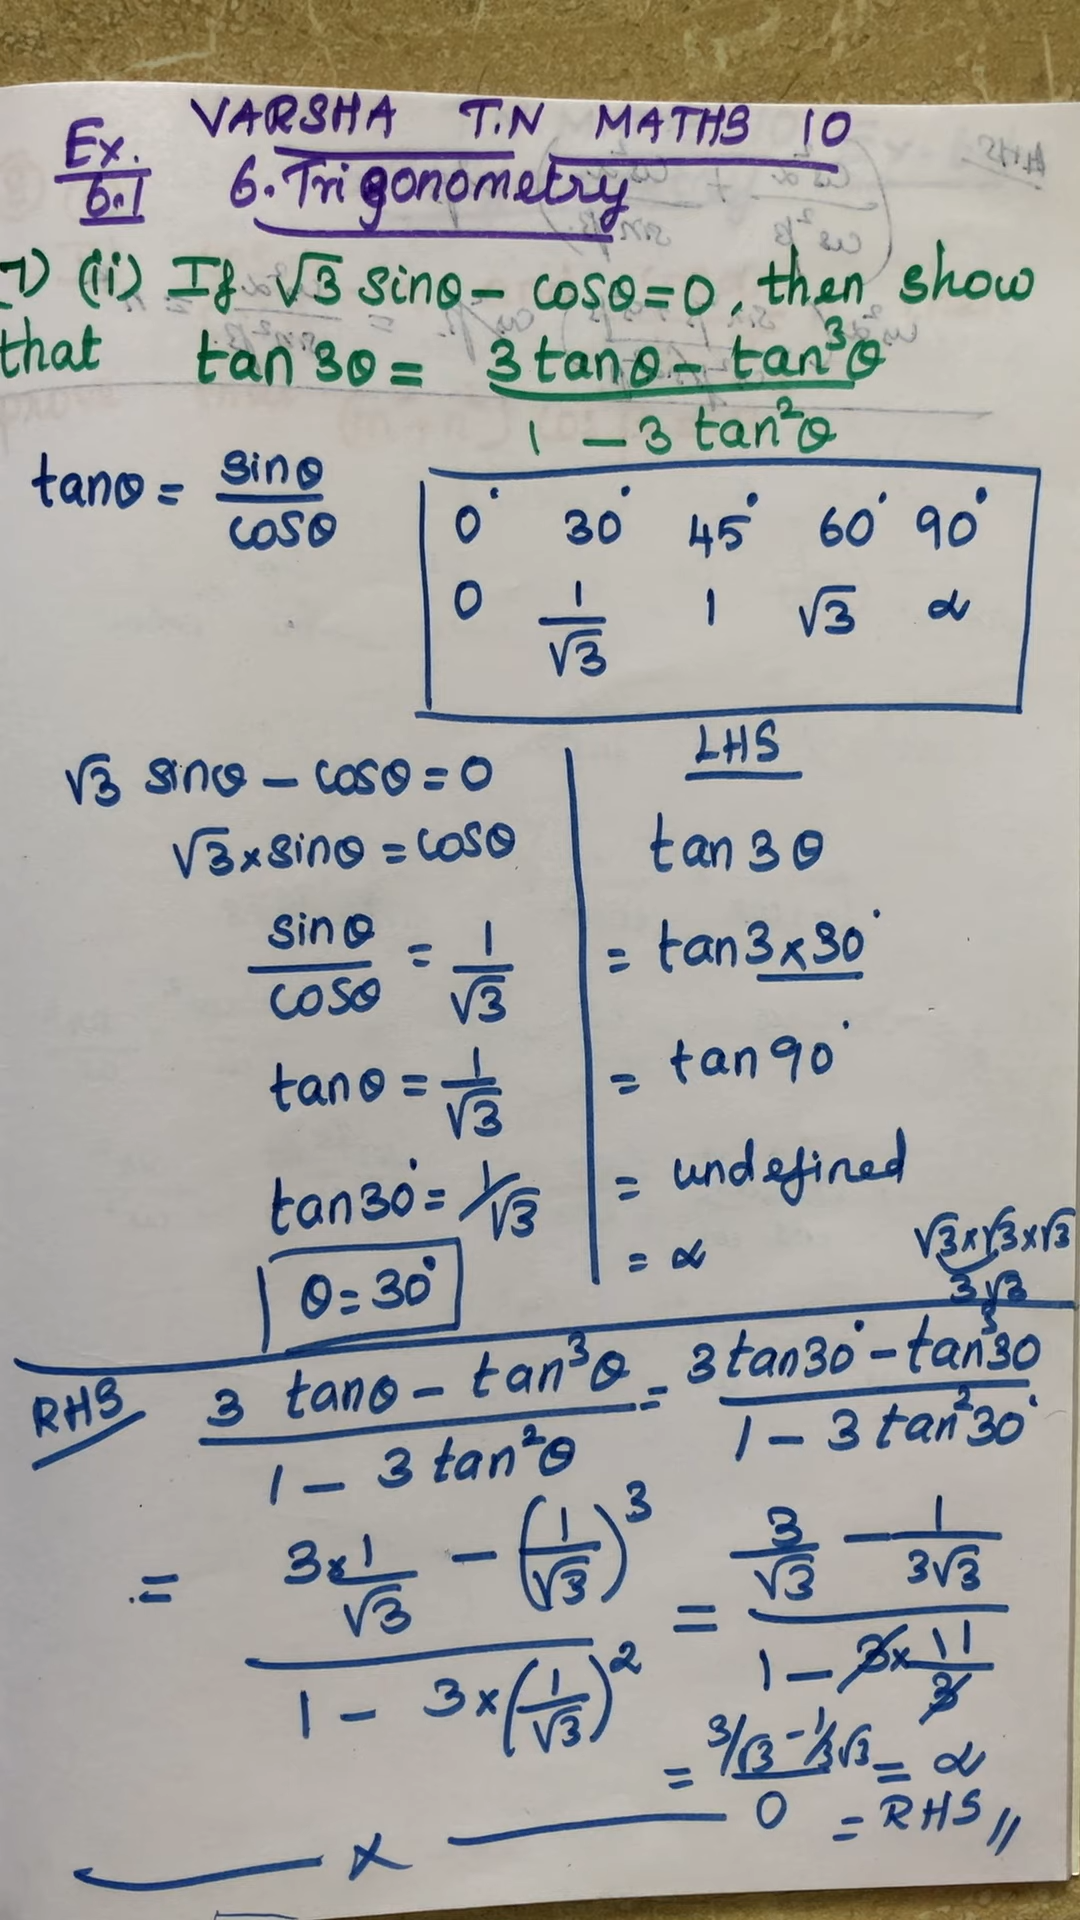 VARSHA T.N MATHS 10
Ex. 6.1
6. Trigonometry
7) (ii) If √3 sinθ - cosθ = 0, then show
that tan 3θ = (3 tanθ - tan³θ) / (1 - 3 tan²θ)
tanθ = sinθ / cosθ
0° 30° 45° 60° 90°
0 1/√3 1 √3 α
√3 sinθ - cosθ = 0
√3 × sinθ = cosθ
sinθ / cosθ = 1/√3
tanθ = 1/√3
tan30° = 1/√3
θ = 30°
LHS
tan 3θ
= tan 3×30°
= tan 90°
= undefined
= α
√3×√3×√3
3√3
RHS (3 tanθ - tan³θ) / (1 - 3 tan²θ) = (3 tan30° - tan³30) / (1 - 3 tan²30°)
= (3×1/√3 - (1/√3)³) / (1 - 3×(1/√3)²) = (3/√3 - 1/3√3) / (1 - 3×11/3)
= (3/√3 - 1/3√3) / 0 = α
= RHS //
x